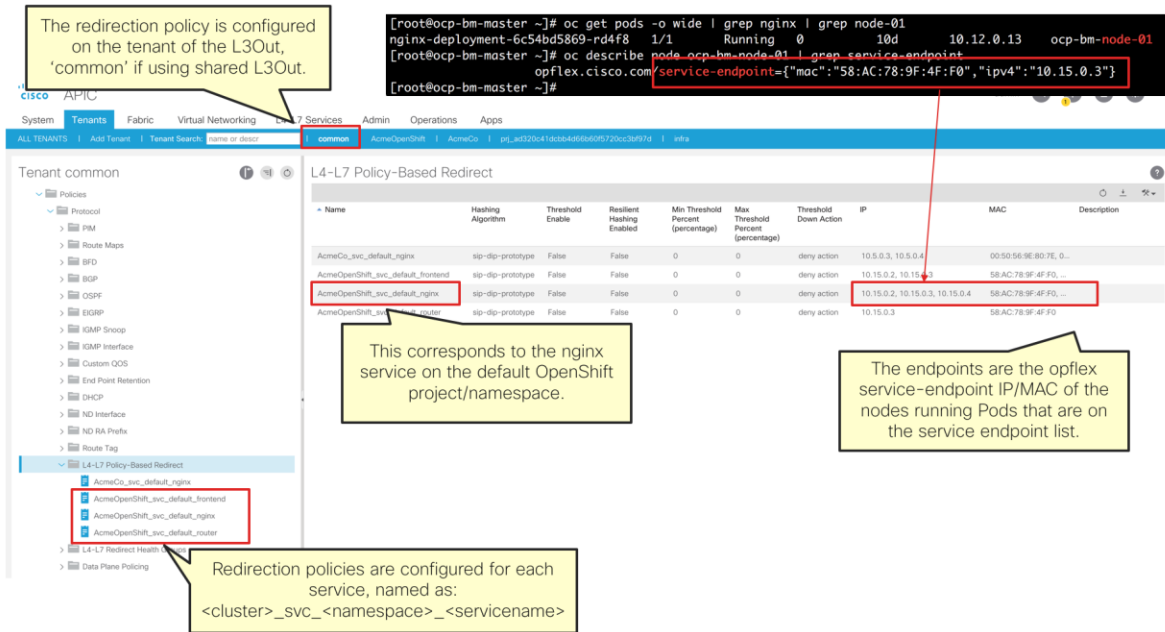 The redirection policy is configured
on the tenant of the L3Out,
'common' if using shared L3Out.
[root@ocp-bm-master ~]# oc get pods -o wide | grep nginx | grep node-01
nginx-deployment-6c54bd5869-rd4f8 1/1 Running 0 10d 10.12.0.13 ocp-bm-node-01
[root@ocp-bm-master ~]# oc describe node ocp-bm-node-01 | grep service-endpoint
opflex.cisco.com/service-endpoint={"mac":"58:AC:78:9F:4F:F0","ipv4":"10.15.0.3"}
[root@ocp-bm-master ~]#
cisco APIC
System Tenants Fabric Virtual Networking L4-L7 Services Admin Operations Apps
ALL TENANTS | Add Tenant | Tenant Search: name or descr | common | AcmeOpenShift | AcmeCo | prj_ad320c41dcbb4d66b60f5720cc3bf97d | infra
Tenant common
Policies
Protocol
PIM
Route Maps
BFD
BGP
OSPF
EIGRP
IGMP Snoop
IGMP Interface
Custom QOS
End Point Retention
DHCP
ND Interface
ND RA Prefix
Route Tag
L4-L7 Policy-Based Redirect
AcmeCo_svc_default_nginx
AcmeOpenShift_svc_default_frontend
AcmeOpenShift_svc_default_nginx
AcmeOpenShift_svc_default_router
L4-L7 Redirect Health Groups
Data Plane Policing
L4-L7 Policy-Based Redirect
Name Hashing Algorithm Threshold Enable Resilient Hashing Enabled Min Threshold Percent (percentage) Max Threshold Percent (percentage) Threshold Down Action IP MAC Description
AcmeCo_svc_default_nginx sip-dip-prototype False False 0 0 deny action 10.5.0.3, 10.5.0.4 00:50:56:9E:80:7E, 0...
AcmeOpenShift_svc_default_frontend sip-dip-prototype False False 0 0 deny action 10.15.0.2, 10.15.0.3 58:AC:78:9F:4F:F0, ...
AcmeOpenShift_svc_default_nginx sip-dip-prototype False False 0 0 deny action 10.15.0.2, 10.15.0.3, 10.15.0.4 58:AC:78:9F:4F:F0, ...
AcmeOpenShift_svc_default_router sip-dip-prototype False False 0 0 deny action 10.15.0.3 58:AC:78:9F:4F:F0
This corresponds to the nginx
service on the default OpenShift
project/namespace.
The endpoints are the opflex
service-endpoint IP/MAC of the
nodes running Pods that are on
the service endpoint list.
Redirection policies are configured for each
service, named as:
<cluster>_svc_<namespace>_<servicename>